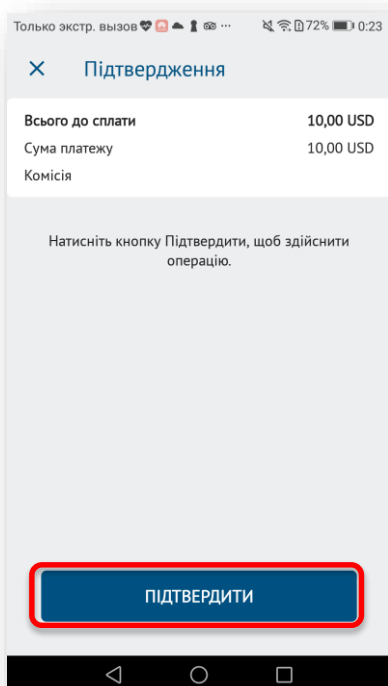 Только экстр. вызов ... 72% 0:23
Підтвердження
Всього до сплати 10,00 USD
Сума платежу 10,00 USD
Комісія
Натисніть кнопку Підтвердити, щоб здійснити
операцію.
ПІДТВЕРДИТИ